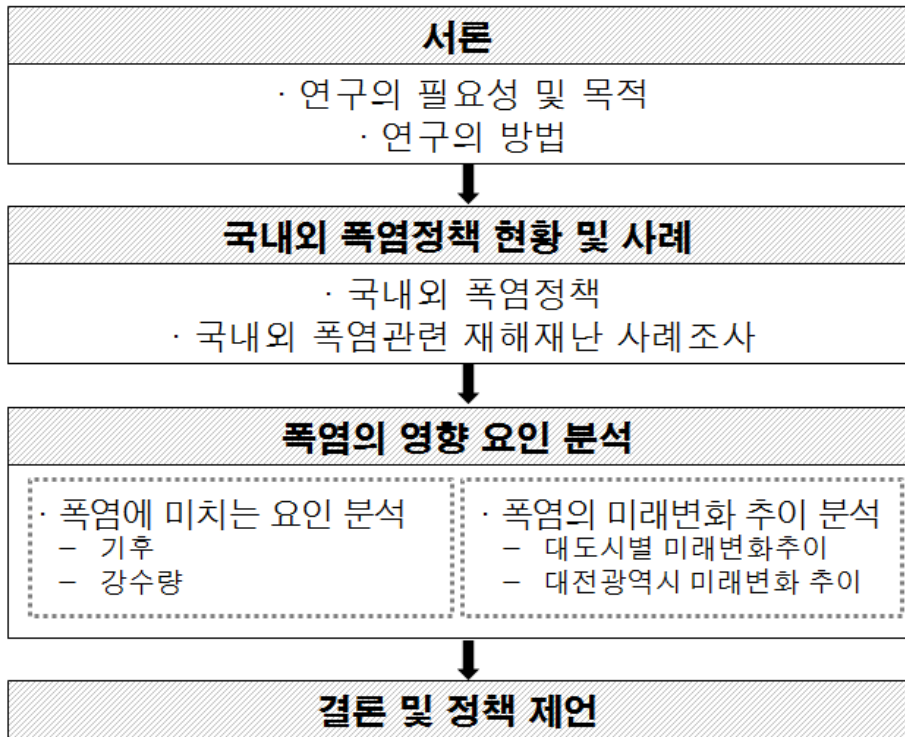 서론
· 연구의 필요성 및 목적
· 연구의 방법
국내외 폭염정책 현황 및 사례
· 국내외 폭염정책
· 국내외 폭염관련 재해재난 사례조사
폭염의 영향 요인 분석
· 폭염에 미치는 요인 분석
– 기후
– 강수량
· 폭염의 미래변화 추이 분석
– 대도시별 미래변화추이
– 대전광역시 미래변화 추이
결론 및 정책 제언